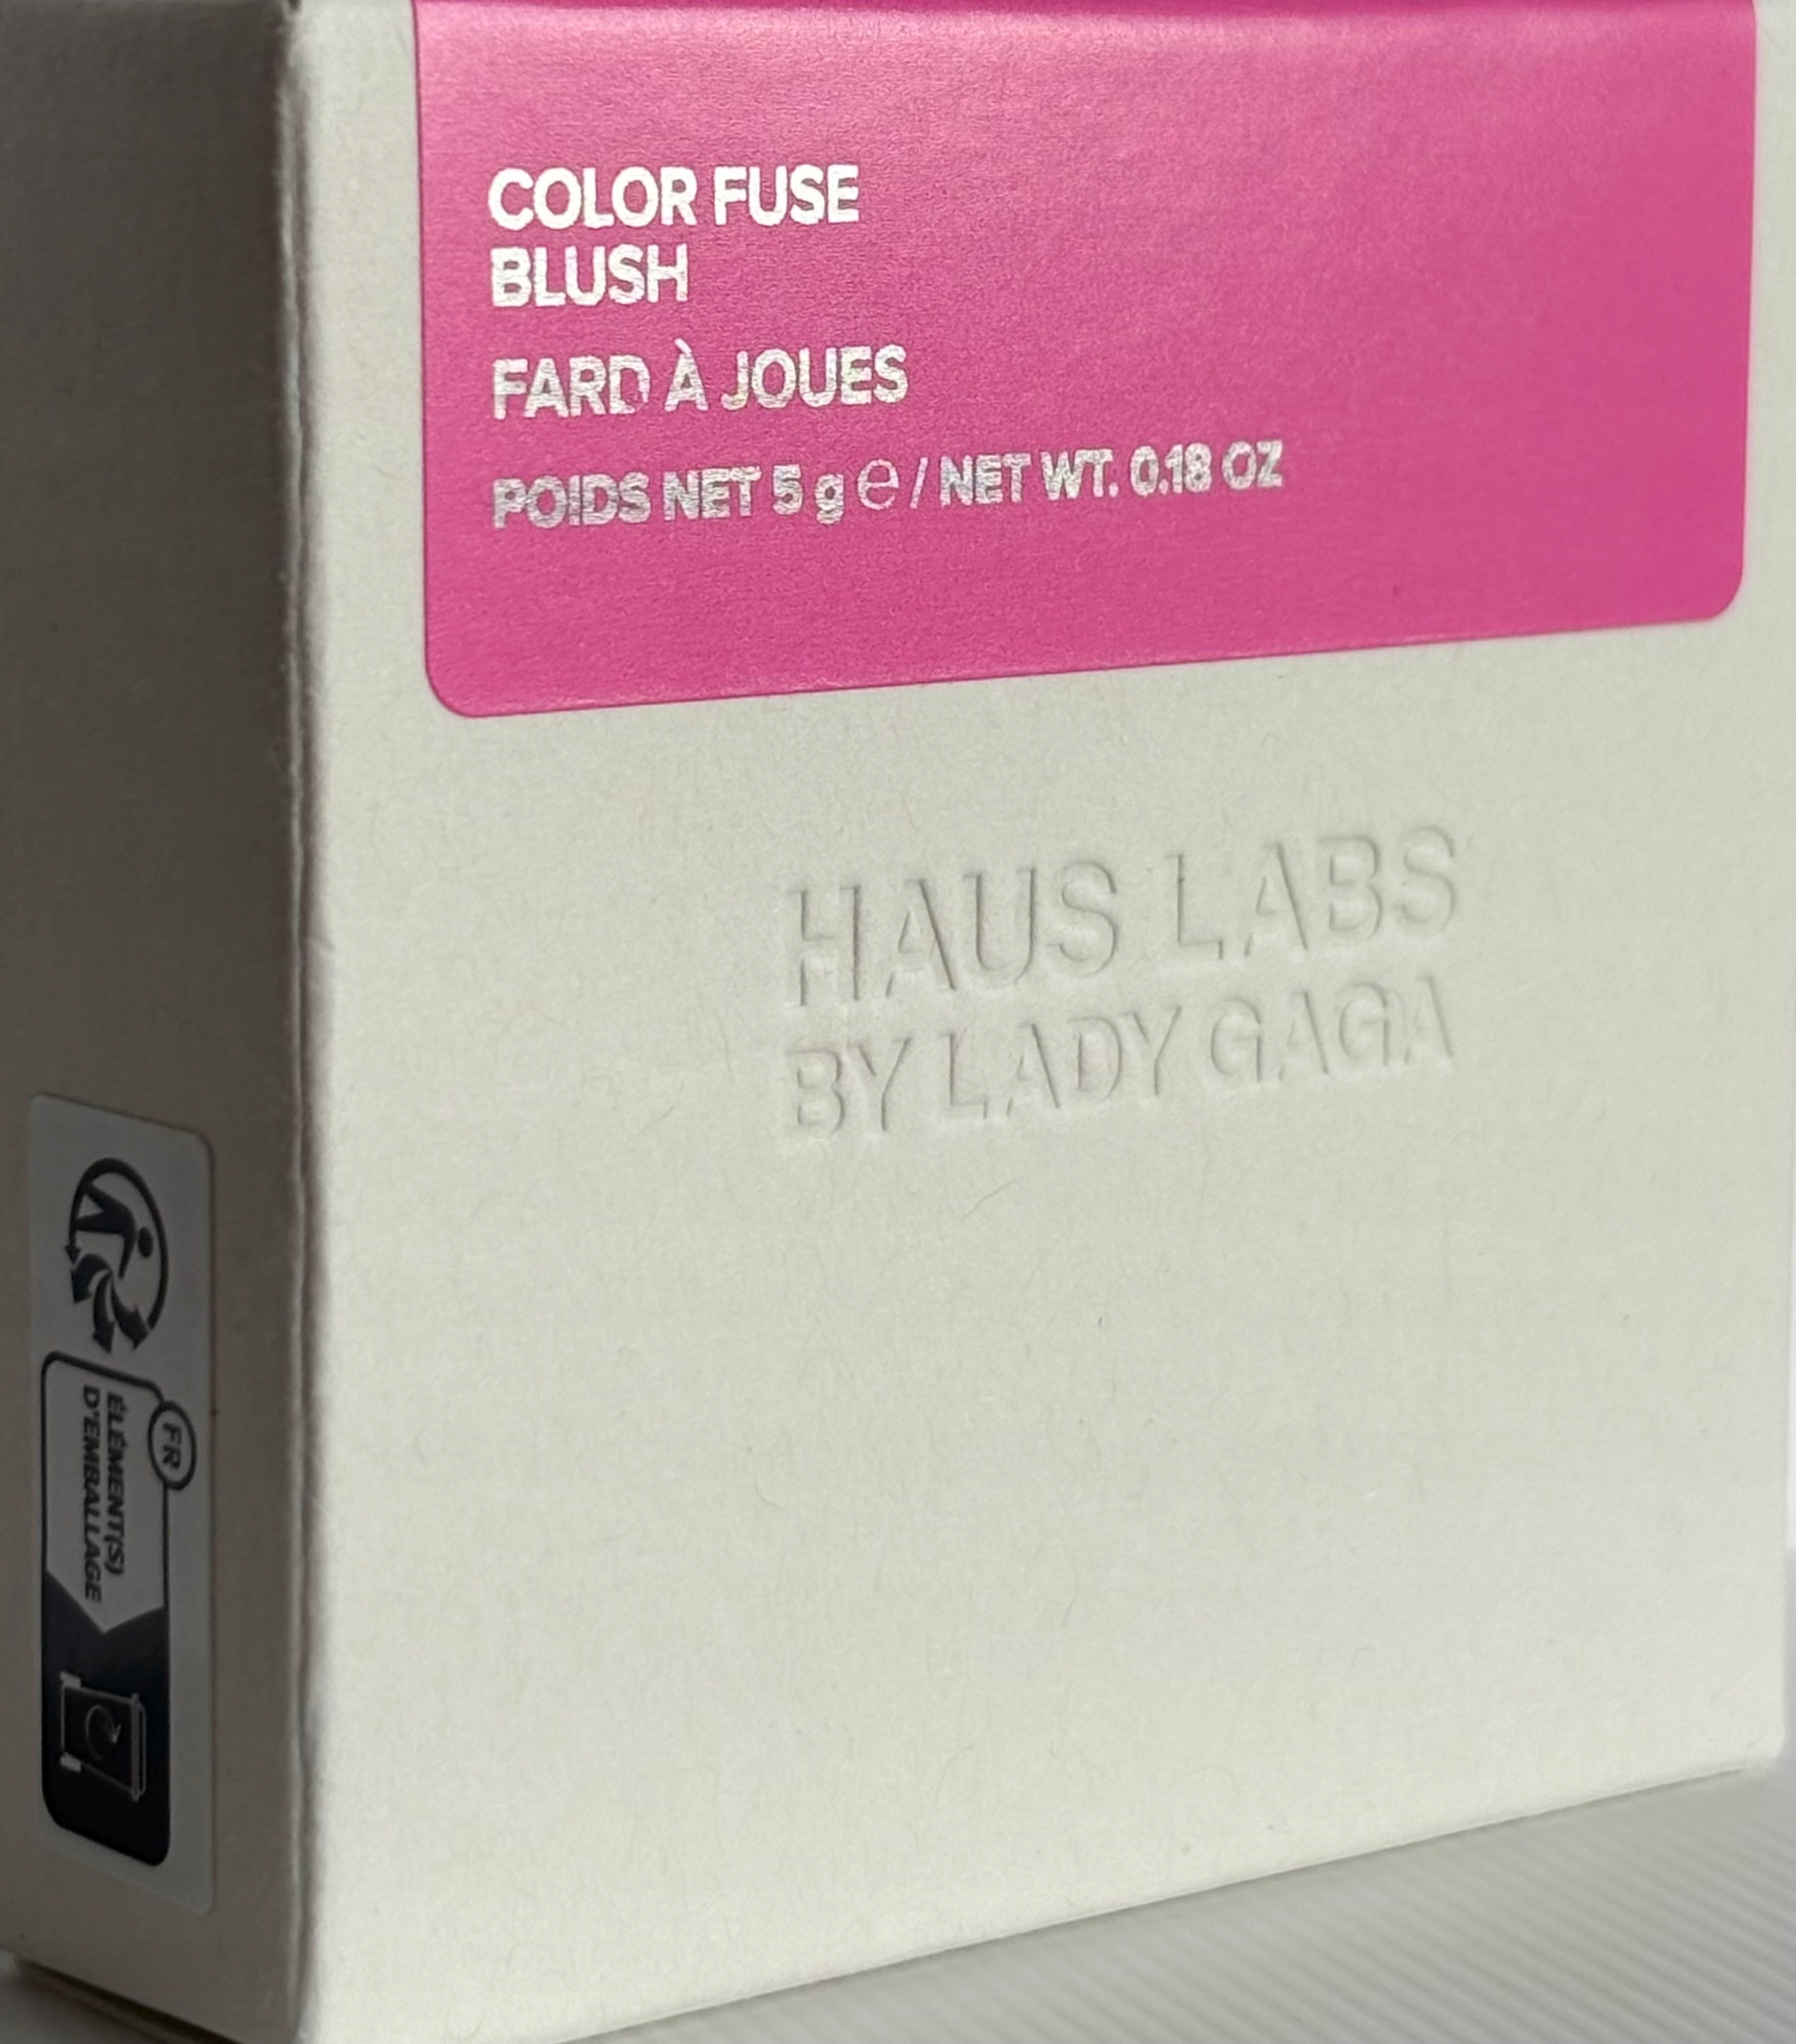 COLOR FUSE
BLUSH
FARD À JOUES
POIDS NET 5 g e / NET WT. 0.18 OZ
HAUS LABS
BY LADY GAGA
FR
ÉLÉMENT(S)
D'EMBALLAGE